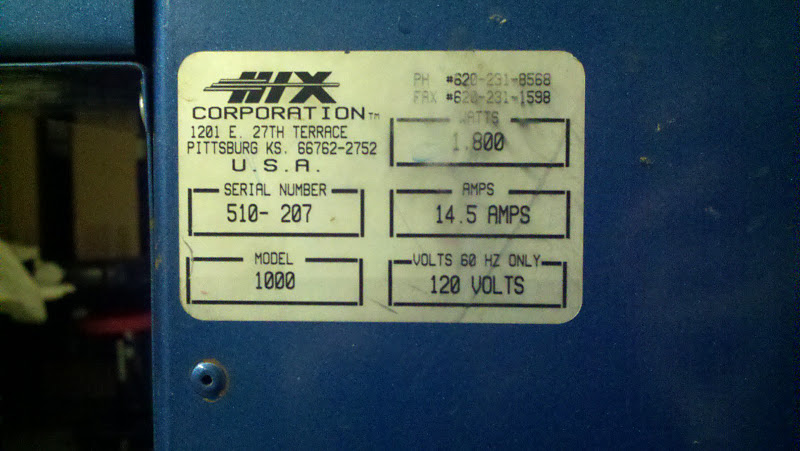 HIX
CORPORATION™
1201 E. 27TH TERRACE
PITTSBURG KS. 66762-2752
U.S.A.
PH #620-231-8568
FAX #620-231-1598
WATTS
1.800
SERIAL NUMBER
510- 207
AMPS
14.5 AMPS
MODEL
1000
VOLTS 60 HZ ONLY
120 VOLTS